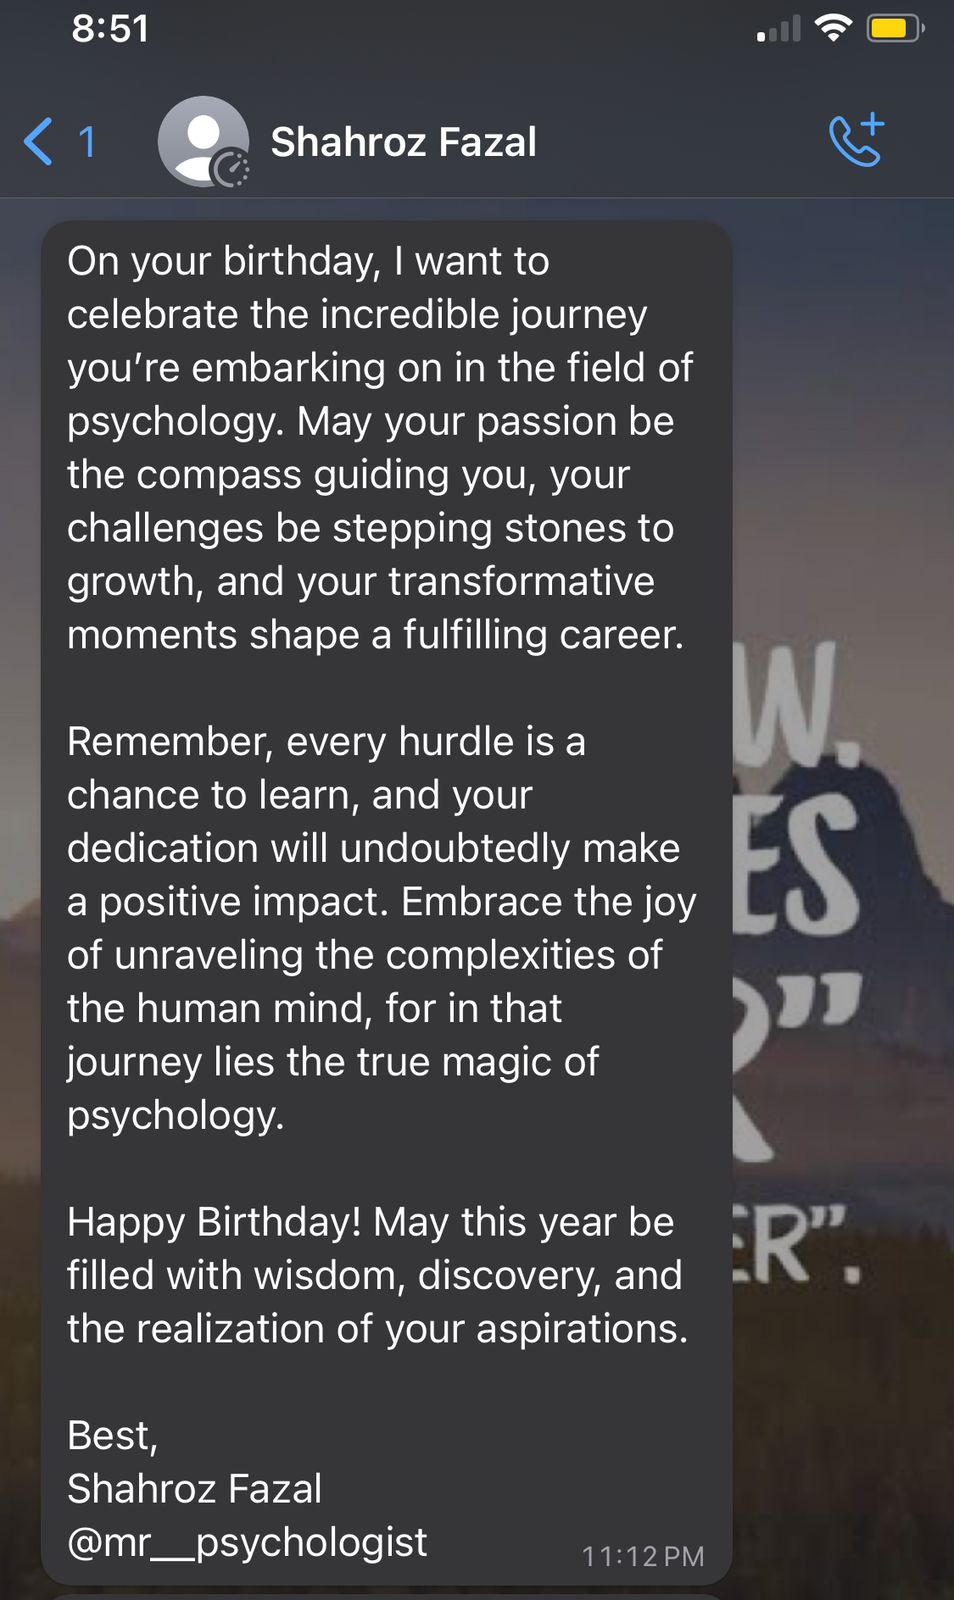 8:51
1
Shahroz Fazal
On your birthday, I want to
celebrate the incredible journey
you're embarking on in the field of
psychology. May your passion be
the compass guiding you, your
challenges be stepping stones to
growth, and your transformative
moments shape a fulfilling career.
Remember, every hurdle is a
chance to learn, and your
dedication will undoubtedly make
a positive impact. Embrace the joy
of unraveling the complexities of
the human mind, for in that
journey lies the true magic of
psychology.
Happy Birthday! May this year be
filled with wisdom, discovery, and
the realization of your aspirations.
Best,
Shahroz Fazal
@mr__psychologist
11:12 PM